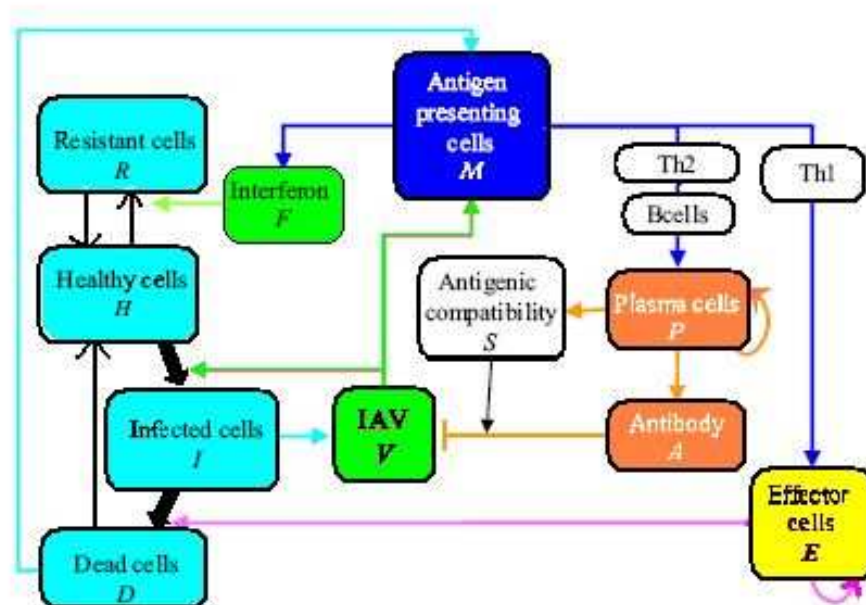 Antigen
presenting
cells
M
Resistant cells
R
Interferon
F
Th2
Th1
Bcells
Healthy cells
H
Antigenic
compatibility
S
Plasma cells
P
Infected cells
I
IAV
V
Antibody
A
Effector
cells
E
Dead cells
D